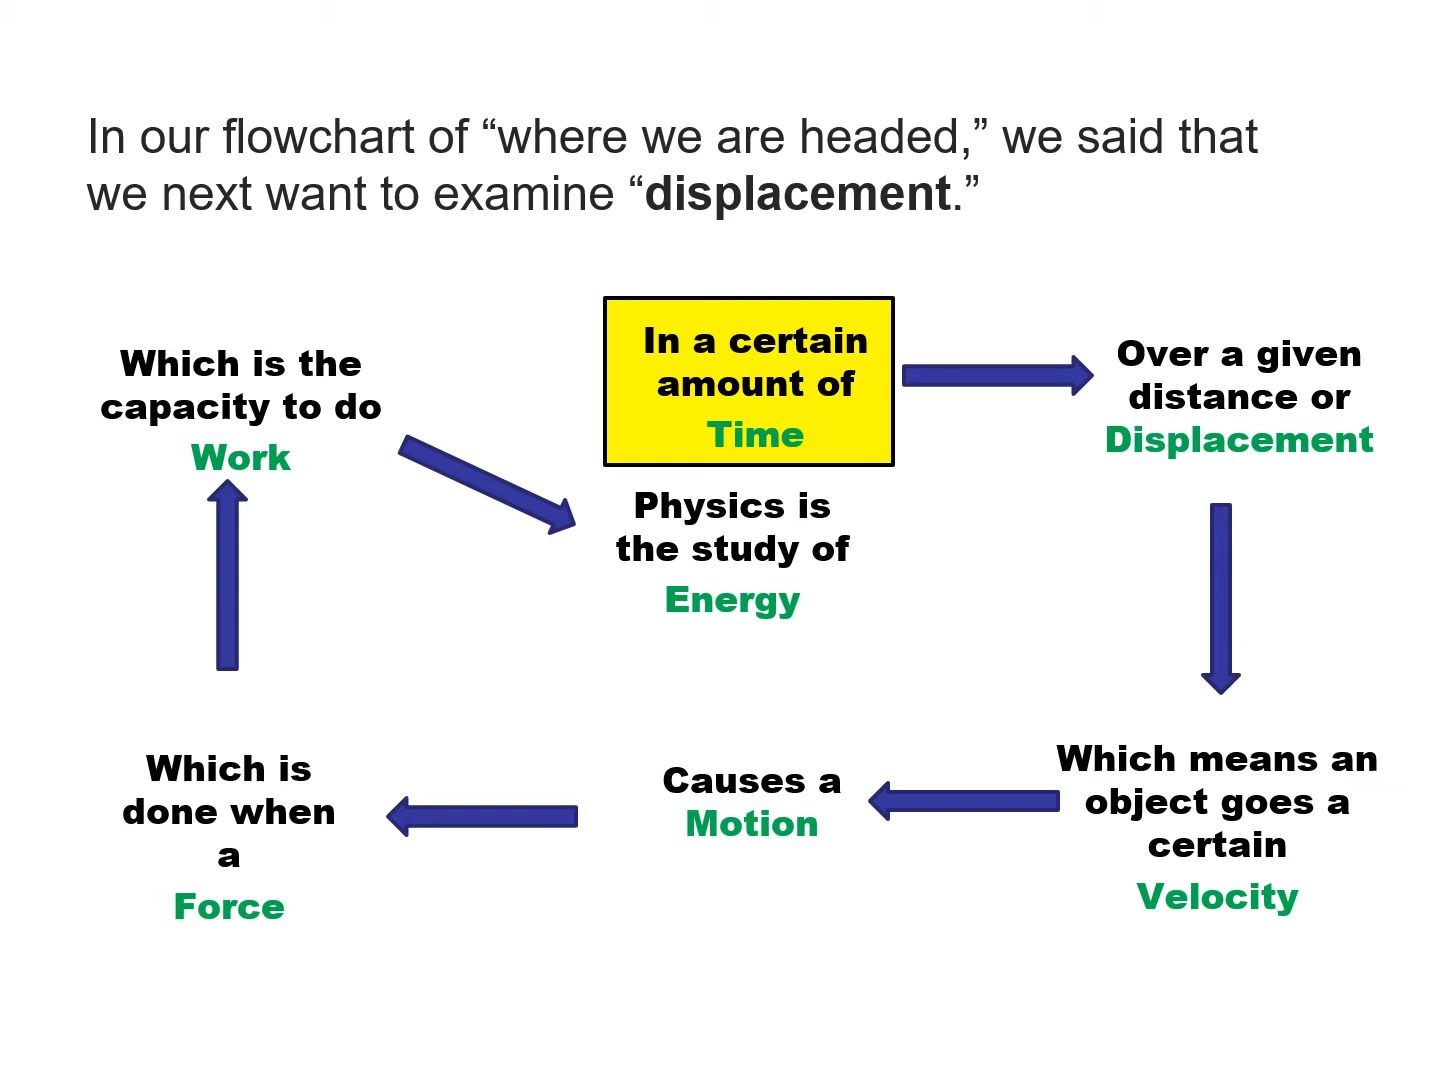 In our flowchart of “where we are headed,” we said that
we next want to examine “displacement.”
Which is the
capacity to do
Work
In a certain
amount of
Time
Over a given
distance or
Displacement
Physics is
the study of
Energy
Which is
done when
a
Force
Causes a
Motion
Which means an
object goes a
certain
Velocity